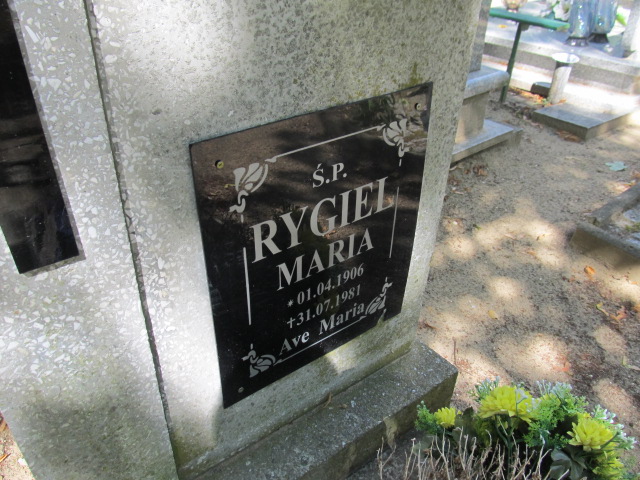 Ś.P.
RYGIEL
MARIA
*01.04.1906
+31.07.1981
Ave Maria